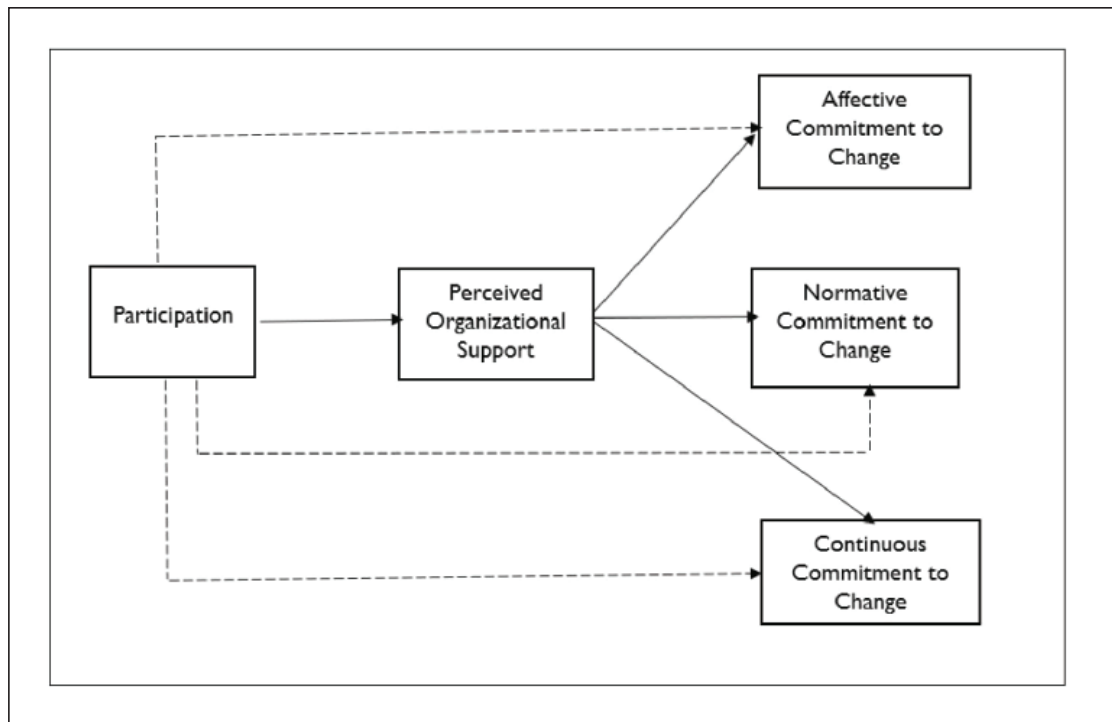 Affective
Commitment to
Change
Participation
Perceived
Organizational
Support
Normative
Commitment to
Change
Continuous
Commitment to
Change